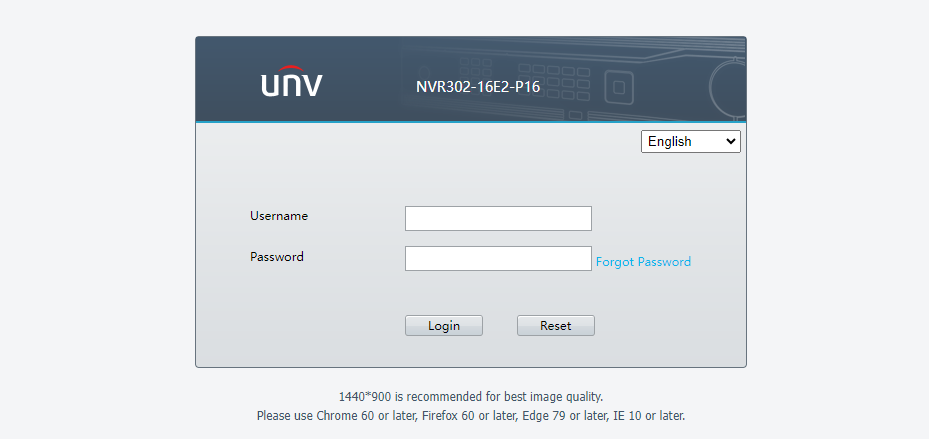 unv
NVR302-16E2-P16
English
Username
Password
Forgot Password
Login
Reset
1440*900 is recommended for best image quality.
Please use Chrome 60 or later, Firefox 60 or later, Edge 79 or later, IE 10 or later.